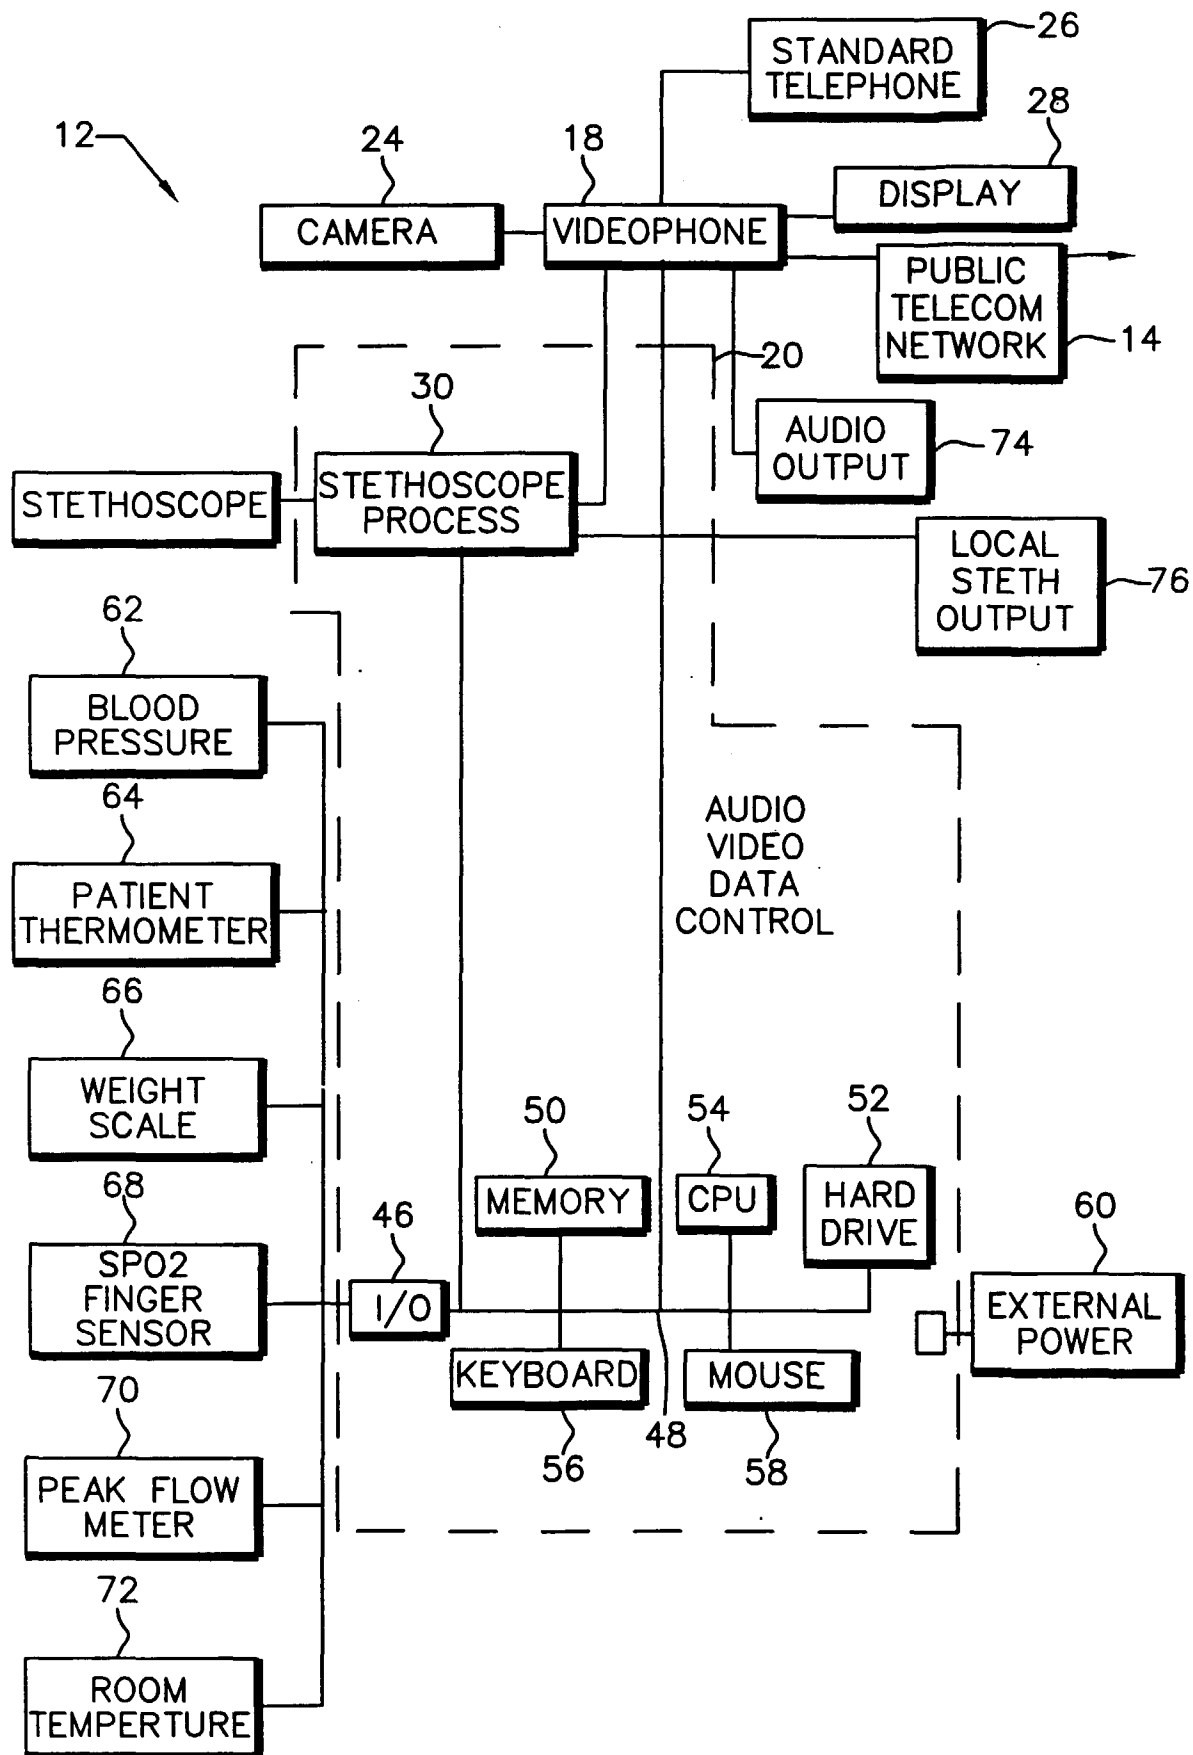 26
STANDARD
TELEPHONE
28
12
24
18
DISPLAY
CAMERA
VIDEOPHONE
PUBLIC
TELECOM
NETWORK
14
20
30
AUDIO
OUTPUT
74
STETHOSCOPE
STETHOSCOPE
PROCESS
LOCAL
STETH
OUTPUT
76
62
BLOOD
PRESSURE
64
AUDIO
VIDEO
DATA
CONTROL
PATIENT
THERMOMETER
66
WEIGHT
SCALE
50
54
52
MEMORY
CPU
HARD
DRIVE
68
46
60
SPO2
FINGER
SENSOR
I/O
EXTERNAL
POWER
KEYBOARD
MOUSE
48
56
58
70
PEAK FLOW
METER
72
ROOM
TEMPERTURE